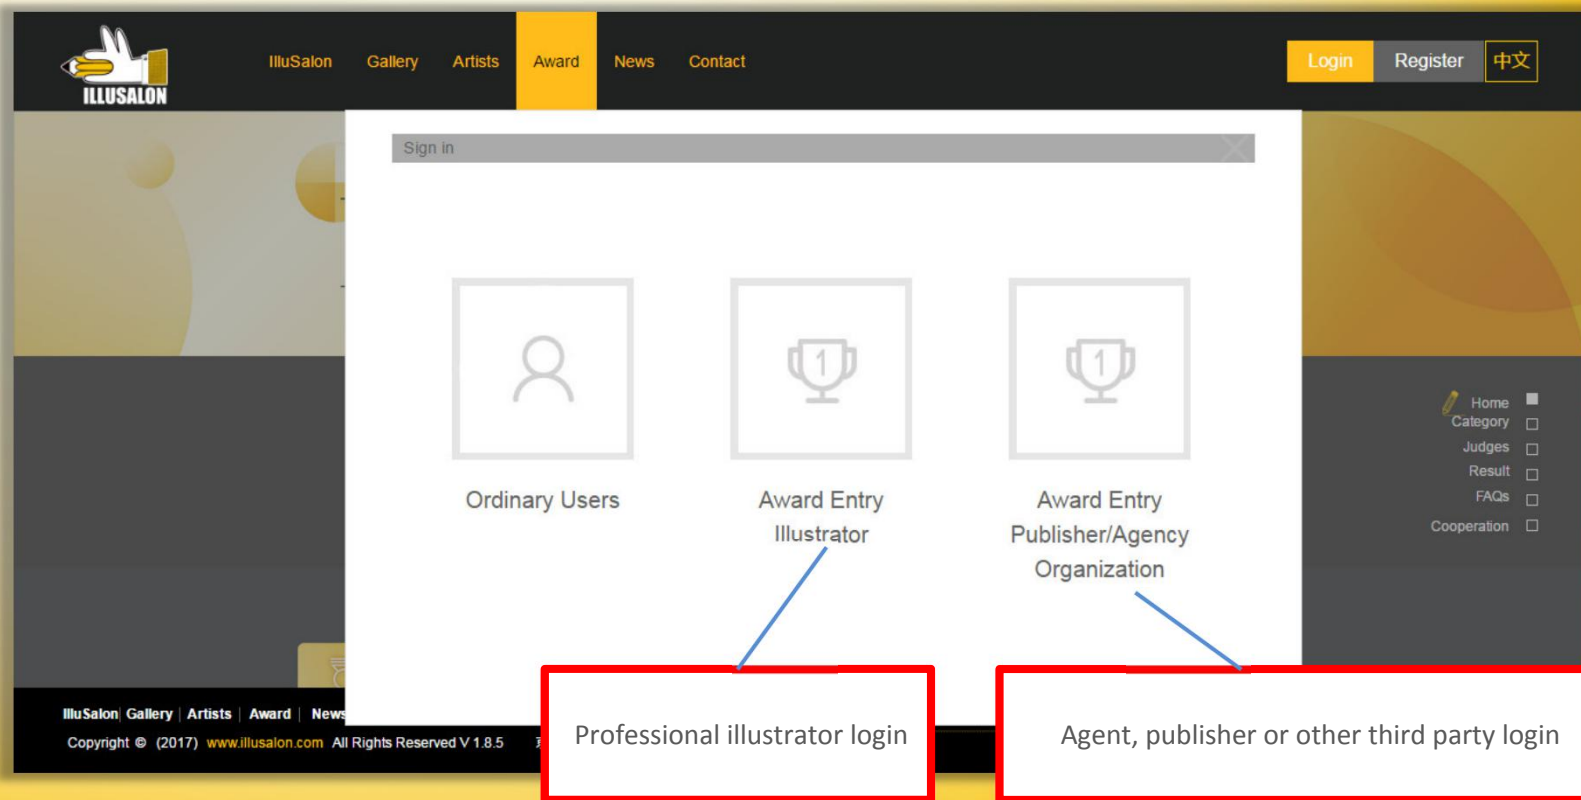 ILLUSALON
IlluSalon Gallery Artists Award News Contact
Login Register 中文
Sign in
1
1
Ordinary Users
Award Entry
Illustrator
Award Entry
Publisher/Agency
Organization
Home
Category
Judges
Result
FAQs
Cooperation
Professional illustrator login
Agent, publisher or other third party login
IlluSalon| Gallery | Artists | Award | News
Copyright © (2017) www.illusalon.com All Rights Reserved V 1.8.5